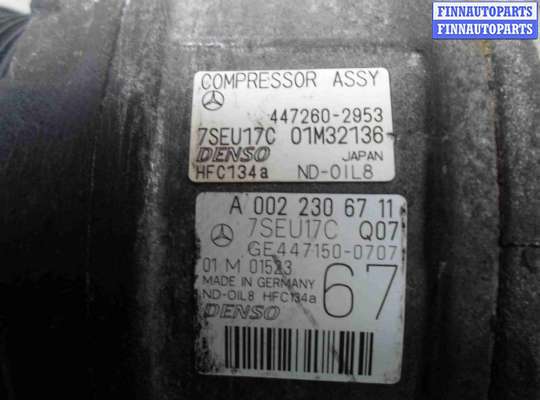 FINNAUTOPARTS
FINNAUTOPARTS
COMPRESSOR ASSY
447260-2953
7SEU17C 01M32136
DENSO JAPAN
HFC134a ND-OIL8
A 002 230 67 11
7SEU17C Q07
GE447150-0707
01 M 01523
MADE IN GERMANY
ND-OIL8 HFC134a
67
DENSO